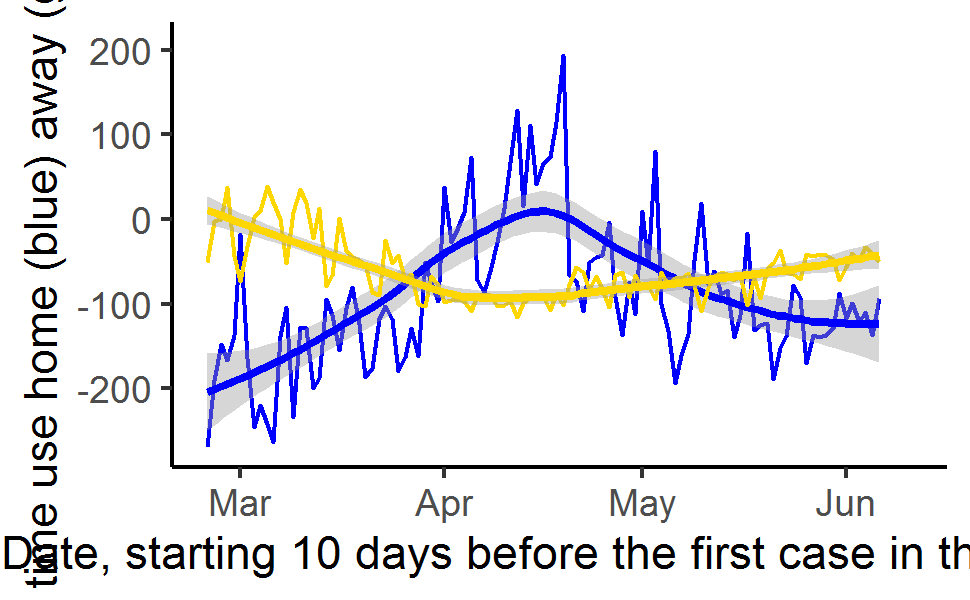 time use home (blue) away (
200
100
0
-100
-200
Mar Apr May Jun
Date, starting 10 days before the first case in th